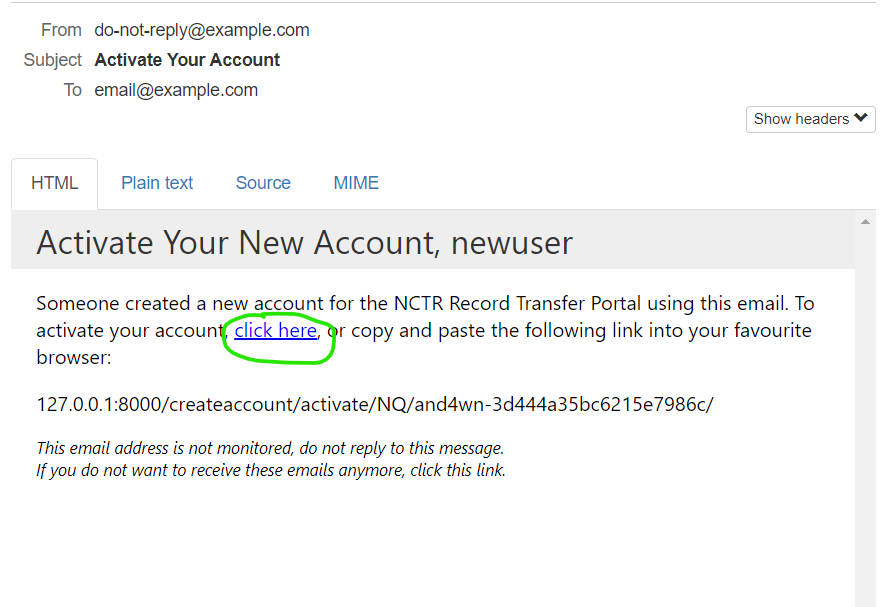 From do-not-reply@example.com
Subject Activate Your Account
To email@example.com
Show headers
HTML Plain text Source MIME
Activate Your New Account, newuser
Someone created a new account for the NCTR Record Transfer Portal using this email. To
activate your account, click here, or copy and paste the following link into your favourite
browser:
127.0.0.1:8000/createaccount/activate/NQ/and4wn-3d444a35bc6215e7986c/
This email address is not monitored, do not reply to this message.
If you do not want to receive these emails anymore, click this link.